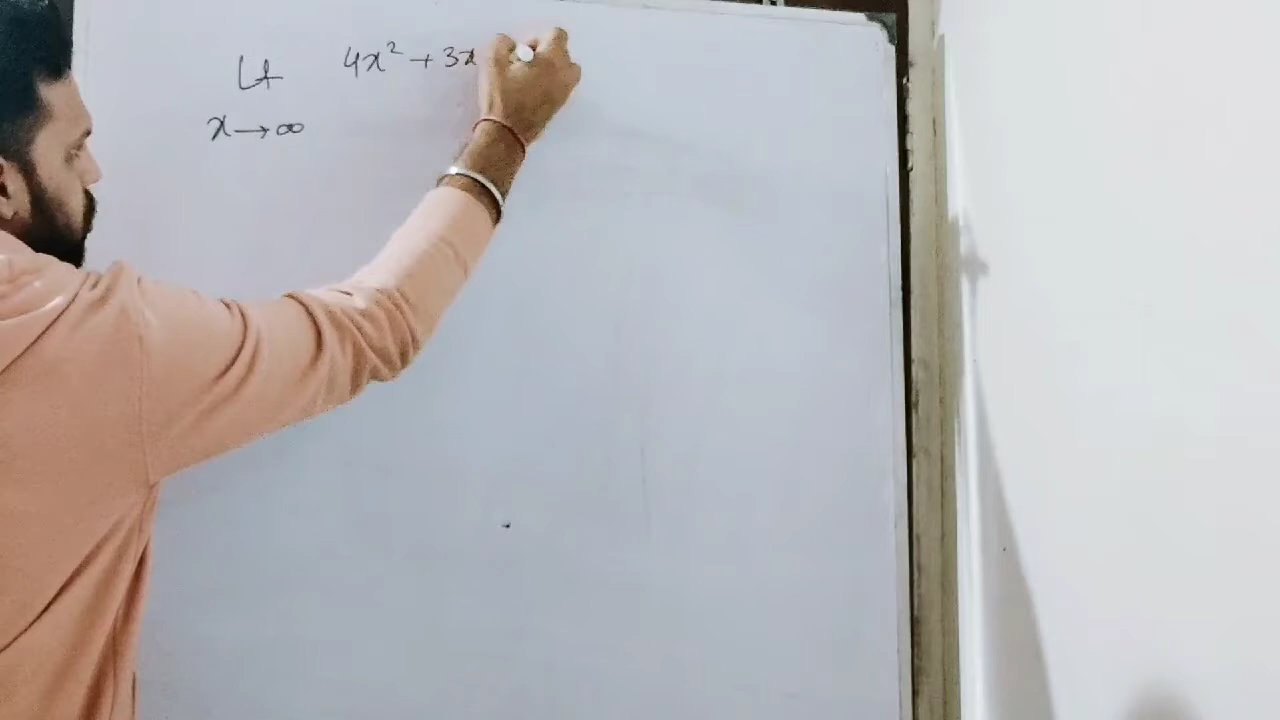 Lt 4x² + 3x
x→∞